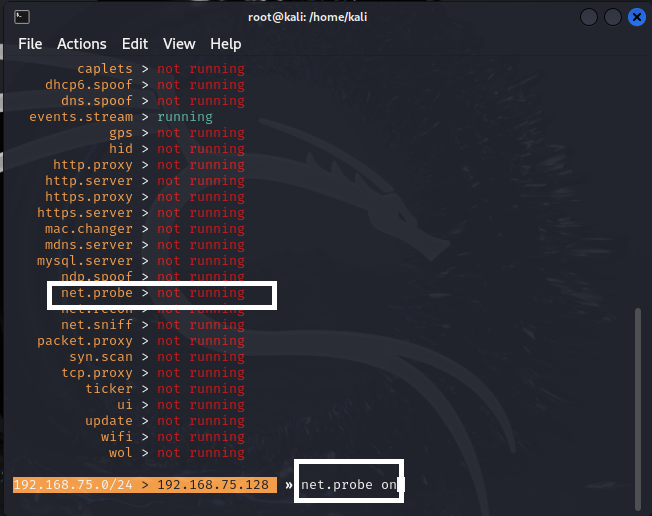 root@kali: /home/kali
File Actions Edit View Help
caplets > not running
dhcp6.spoof > not running
dns.spoof > not running
events.stream > running
gps > not running
hid > not running
http.proxy > not running
http.server > not running
https.proxy > not running
https.server > not running
mac.changer > not running
mdns.server > not running
mysql.server > not running
ndp.spoof > not running
net.probe > not running
net.recon > not running
net.sniff > not running
packet.proxy > not running
syn.scan > not running
tcp.proxy > not running
ticker > not running
ui > not running
update > not running
wifi > not running
wol > not running
192.168.75.0/24 > 192.168.75.128 » net.probe on